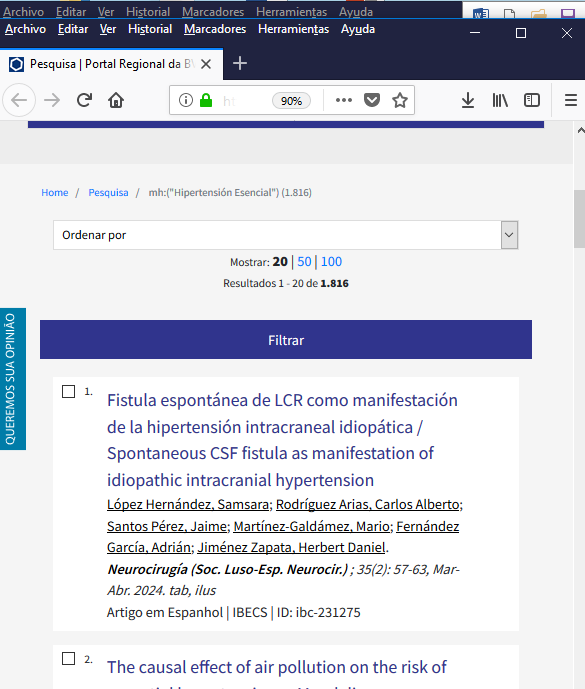 Archivo Editar Ver Historial Marcadores Herramientas Ayuda
Archivo Editar Ver Historial Marcadores Herramientas Ayuda
Pesquisa | Portal Regional da BV
90%
Home / Pesquisa / mh:("Hipertensión Esencial") (1.816)
Ordenar por
Mostrar: 20 | 50 | 100
Resultados 1 - 20 de 1.816
QUEREMOS SUA OPINIÃO
Filtrar
1.
Fistula espontánea de LCR como manifestación
de la hipertensión intracraneal idiopática /
Spontaneous CSF fistula as manifestation of
idiopathic intracranial hypertension
López Hernández, Samsara; Rodríguez Arias, Carlos Alberto;
Santos Pérez, Jaime; Martínez-Galdámez, Mario; Fernández
García, Adrián; Jiménez Zapata, Herbert Daniel.
Neurocirugía (Soc. Luso-Esp. Neurocir.) ; 35(2): 57-63, Mar-
Abr. 2024. tab, ilus
Artigo em Espanhol | IBECS | ID: ibc-231275
2.
The causal effect of air pollution on the risk of